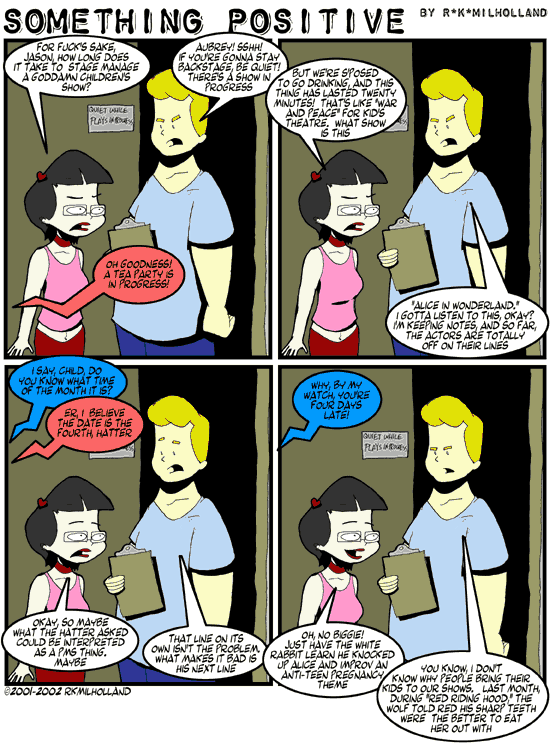 SOMETHING POSITIVE
BY R*K*MILHOLLAND
FOR FUCK'S SAKE,
JASON, HOW LONG DOES
IT TAKE TO STAGE MANAGE
A GODDAMN CHILDREN'S
SHOW?
AUBREY! SSHH!
IF YOU'RE GONNA STAY
BACKSTAGE, BE QUIET!
THERE'S A SHOW IN
PROGRESS
QUIET WHILE
PLAYS IN PROGRESS
OH GOODNESS!
A TEA PARTY IS
IN PROGRESS!
BUT WE'RE S'POSED
TO GO DRINKING, AND THIS
THING HAS LASTED TWENTY
MINUTES! THAT'S LIKE "WAR
AND PEACE" FOR KID'S
THEATRE. WHAT SHOW
IS THIS
"ALICE IN WONDERLAND."
I GOTTA LISTEN TO THIS, OKAY?
I'M KEEPING NOTES, AND SO FAR,
THE ACTORS ARE TOTALLY
OFF ON THEIR LINES
I SAY, CHILD, DO
YOU KNOW WHAT TIME
OF THE MONTH IT IS?
ER, I BELIEVE
THE DATE IS THE
FOURTH, HATTER
OKAY, SO MAYBE
WHAT THE HATTER ASKED
COULD BE INTERPRETED
AS A PMS THING.
MAYBE
THAT LINE ON ITS
OWN ISN'T THE PROBLEM.
WHAT MAKES IT BAD IS
HIS NEXT LINE
WHY, BY MY
WATCH, YOU'RE
FOUR DAYS
LATE!
QUIET WHILE
PLAYS IN PROGRESS
OH, NO BIGGIE!
JUST HAVE THE WHITE
RABBIT LEARN HE KNOCKED
UP ALICE AND IMPROV AN
ANTI-TEEN PREGNANCY
THEME
YOU KNOW, I DON'T
KNOW WHY PEOPLE BRING THEIR
KIDS TO OUR SHOWS. LAST MONTH,
DURING "RED RIDING HOOD," THE
WOLF TOLD RED HIS SHARP TEETH
WERE THE BETTER TO EAT
HER OUT WITH
©2001-2002 RKMILHOLLAND